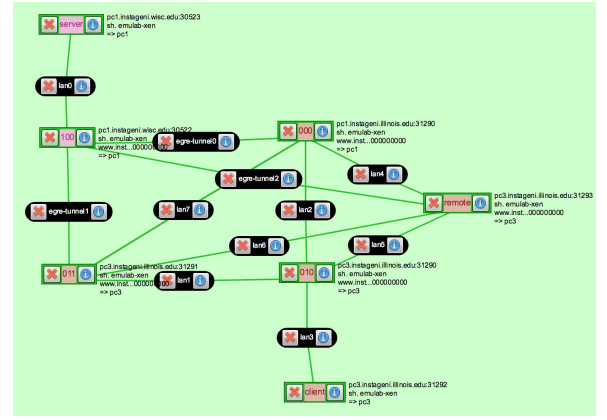 server
pc1.instageni.wisc.edu:30523
sh. emulab-xen
=> pc1
lan0
100
pc1.instageni.wisc.edu:30522
sh. emulab-xen
www.inst...000000000
=> pc1
egre-tunnel0
000
pc1.instageni.illinois.edu:31290
sh. emulab-xen
www.inst...000000000
=> pc1
egre-tunnel2
lan4
remote
pc3.instageni.illinois.edu:31293
sh. emulab-xen
www.inst...000000000
=> pc3
egre-tunnel1
lan7
lan2
lan6
lan5
011
pc3.instageni.illinois.edu:31291
sh. emulab-xen
www.inst...000000000
=> pc3
lan1
010
pc3.instageni.illinois.edu:31290
sh. emulab-xen
www.inst...000000000
=> pc3
lan3
client
pc3.instageni.illinois.edu:31292
sh. emulab-xen
=> pc3